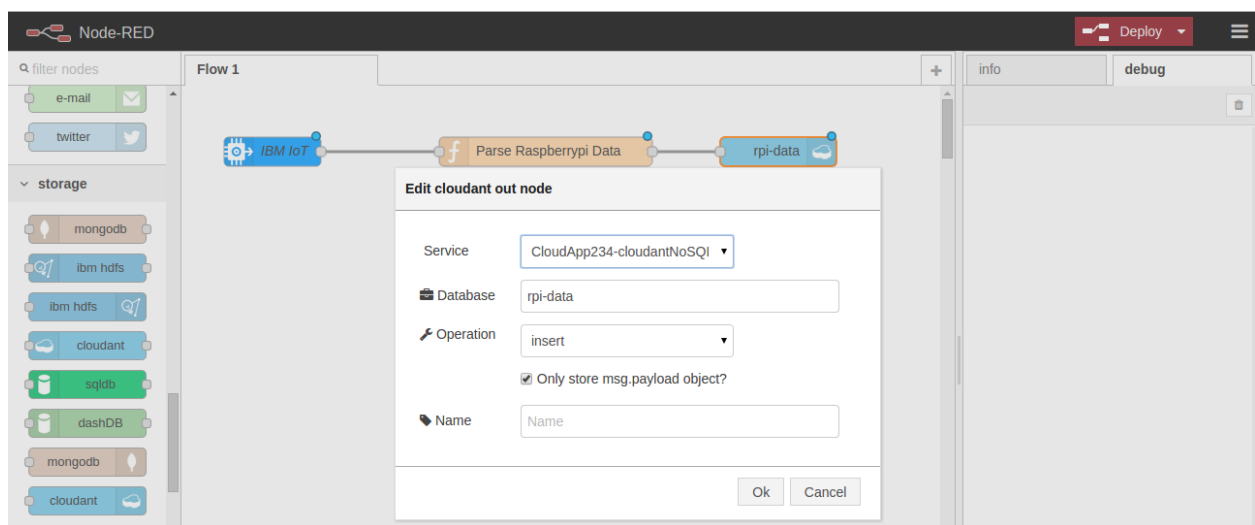 Node-RED
Deploy
filter nodes
Flow 1
info
debug
e-mail
twitter
storage
mongodb
ibm hdfs
ibm hdfs
cloudant
sqldb
dashDB
mongodb
cloudant
IBM IoT
Parse Raspberrypi Data
rpi-data
Edit cloudant out node
Service
CloudApp234-cloudantNoSQI
Database
rpi-data
Operation
insert
Only store msg.payload object?
Name
Name
Ok
Cancel